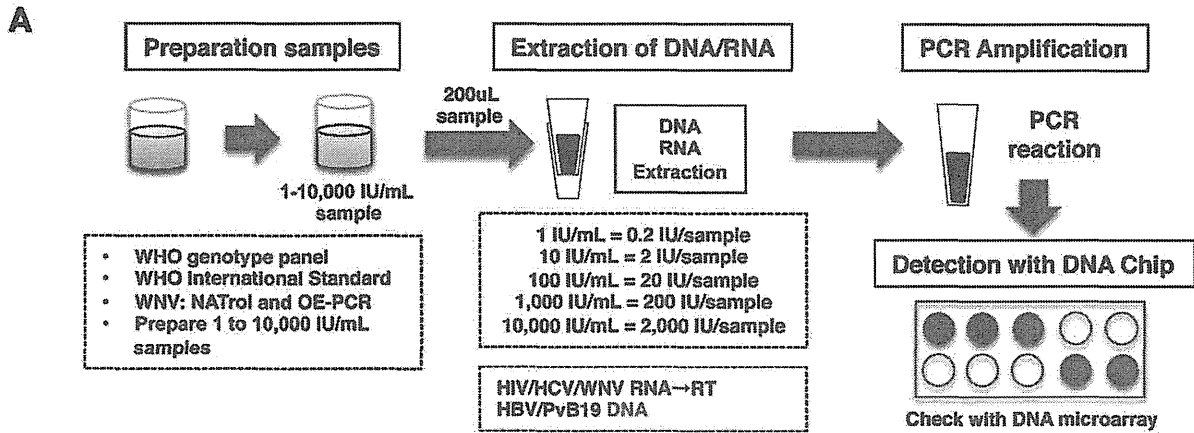 A
Preparation samples
1-10,000 IU/mL
sample
• WHO genotype panel
• WHO International Standard
• WNV: NATrol and OE-PCR
• Prepare 1 to 10,000 IU/mL
samples
200uL
sample
Extraction of DNA/RNA
DNA
RNA
Extraction
1 IU/mL = 0.2 IU/sample
10 IU/mL = 2 IU/sample
100 IU/mL = 20 IU/sample
1,000 IU/mL = 200 IU/sample
10,000 IU/mL = 2,000 IU/sample
HIV/HCV/WNV RNA→RT
HBV/PvB19 DNA
PCR Amplification
PCR
reaction
Detection with DNA Chip
Check with DNA microarray